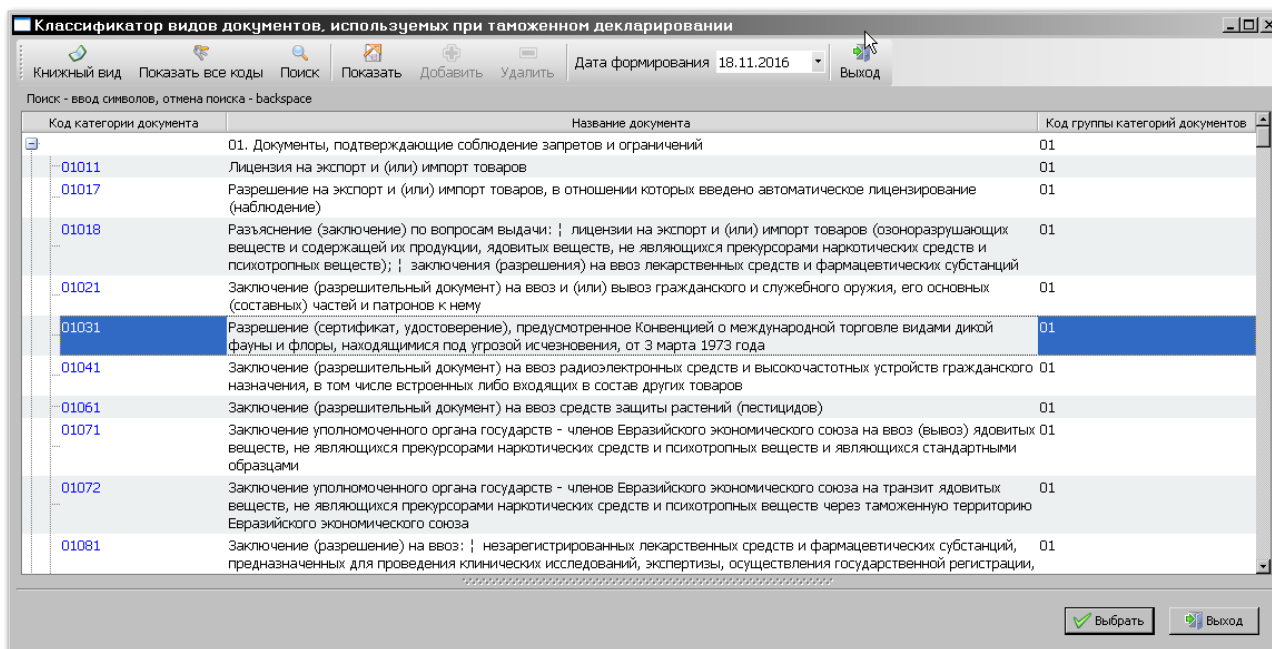 Классификатор видов документов, используемых при таможенном декларировании
Книжный вид Показать все коды Поиск Показать Добавить Удалить Дата формирования 18.11.2016 Выход
Поиск - ввод символов, отмена поиска - backspace
Код категории документа Название документа Код группы категорий документов
01. Документы, подтверждающие соблюдение запретов и ограничений 01
01011 Лицензия на экспорт и (или) импорт товаров 01
01017 Разрешение на экспорт и (или) импорт товаров, в отношении которых введено автоматическое лицензирование 01
(наблюдение)
01018 Разъяснение (заключение) по вопросам выдачи: ¦ лицензии на экспорт и (или) импорт товаров (озоноразрушающих 01
веществ и содержащей их продукции, ядовитых веществ, не являющихся прекурсорами наркотических средств и
психотропных веществ); ¦ заключения (разрешения) на ввоз лекарственных средств и фармацевтических субстанций
01021 Заключение (разрешительный документ) на ввоз и (или) вывоз гражданского и служебного оружия, его основных 01
(составных) частей и патронов к нему
01031 Разрешение (сертификат, удостоверение), предусмотренное Конвенцией о международной торговле видами дикой 01
фауны и флоры, находящимися под угрозой исчезновения, от 3 марта 1973 года
01041 Заключение (разрешительный документ) на ввоз радиоэлектронных средств и высокочастотных устройств гражданского 01
назначения, в том числе встроенных либо входящих в состав других товаров
01061 Заключение (разрешительный документ) на ввоз средств защиты растений (пестицидов) 01
01071 Заключение уполномоченного органа государств - членов Евразийского экономического союза на ввоз (вывоз) ядовитых 01
веществ, не являющихся прекурсорами наркотических средств и психотропных веществ и являющихся стандартными
образцами
01072 Заключение уполномоченного органа государств - членов Евразийского экономического союза на транзит ядовитых 01
веществ, не являющихся прекурсорами наркотических средств и психотропных веществ через таможенную территорию
Евразийского экономического союза
01081 Заключение (разрешение) на ввоз: ¦ незарегистрированных лекарственных средств и фармацевтических субстанций, 01
предназначенных для проведения клинических исследований, экспертизы, осуществления государственной регистрации,
Выбрать Выход